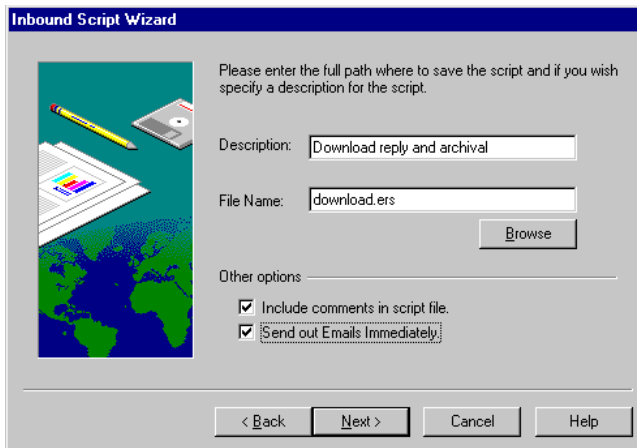 Inbound Script Wizard
Please enter the full path where to save the script and if you wish
specify a description for the script.
Description: Download reply and archival
File Name: download.ers
Browse
Other options
Include comments in script file.
Send out Emails Immediately.
< Back Next > Cancel Help